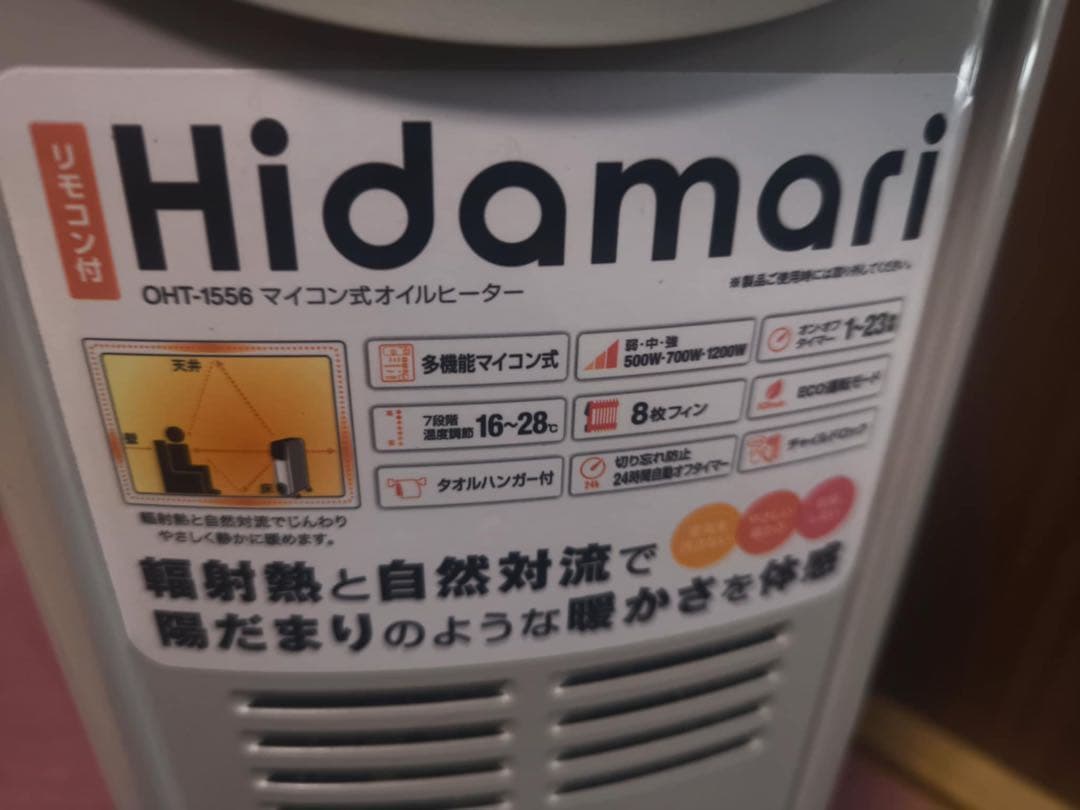 リモコン付
Hidamari
OHT-1556 マイコン式オイルヒーター
※製品ご使用時には取り外してください。
天井
壁
床
輻射熱と自然対流でじんわり
やさしく静かに暖めます。
多機能マイコン式
弱・中・強
500W・700W・1200W
オン・オフ
タイマー 1~23時間
7段階
温度調節 16~28℃
8枚フィン
ECO運転モード
タオルハンガー付
切り忘れ防止
24時間自動オフタイマー
24h
チャイルドロック
輻射熱と自然対流で
陽だまりのような暖かさを体感